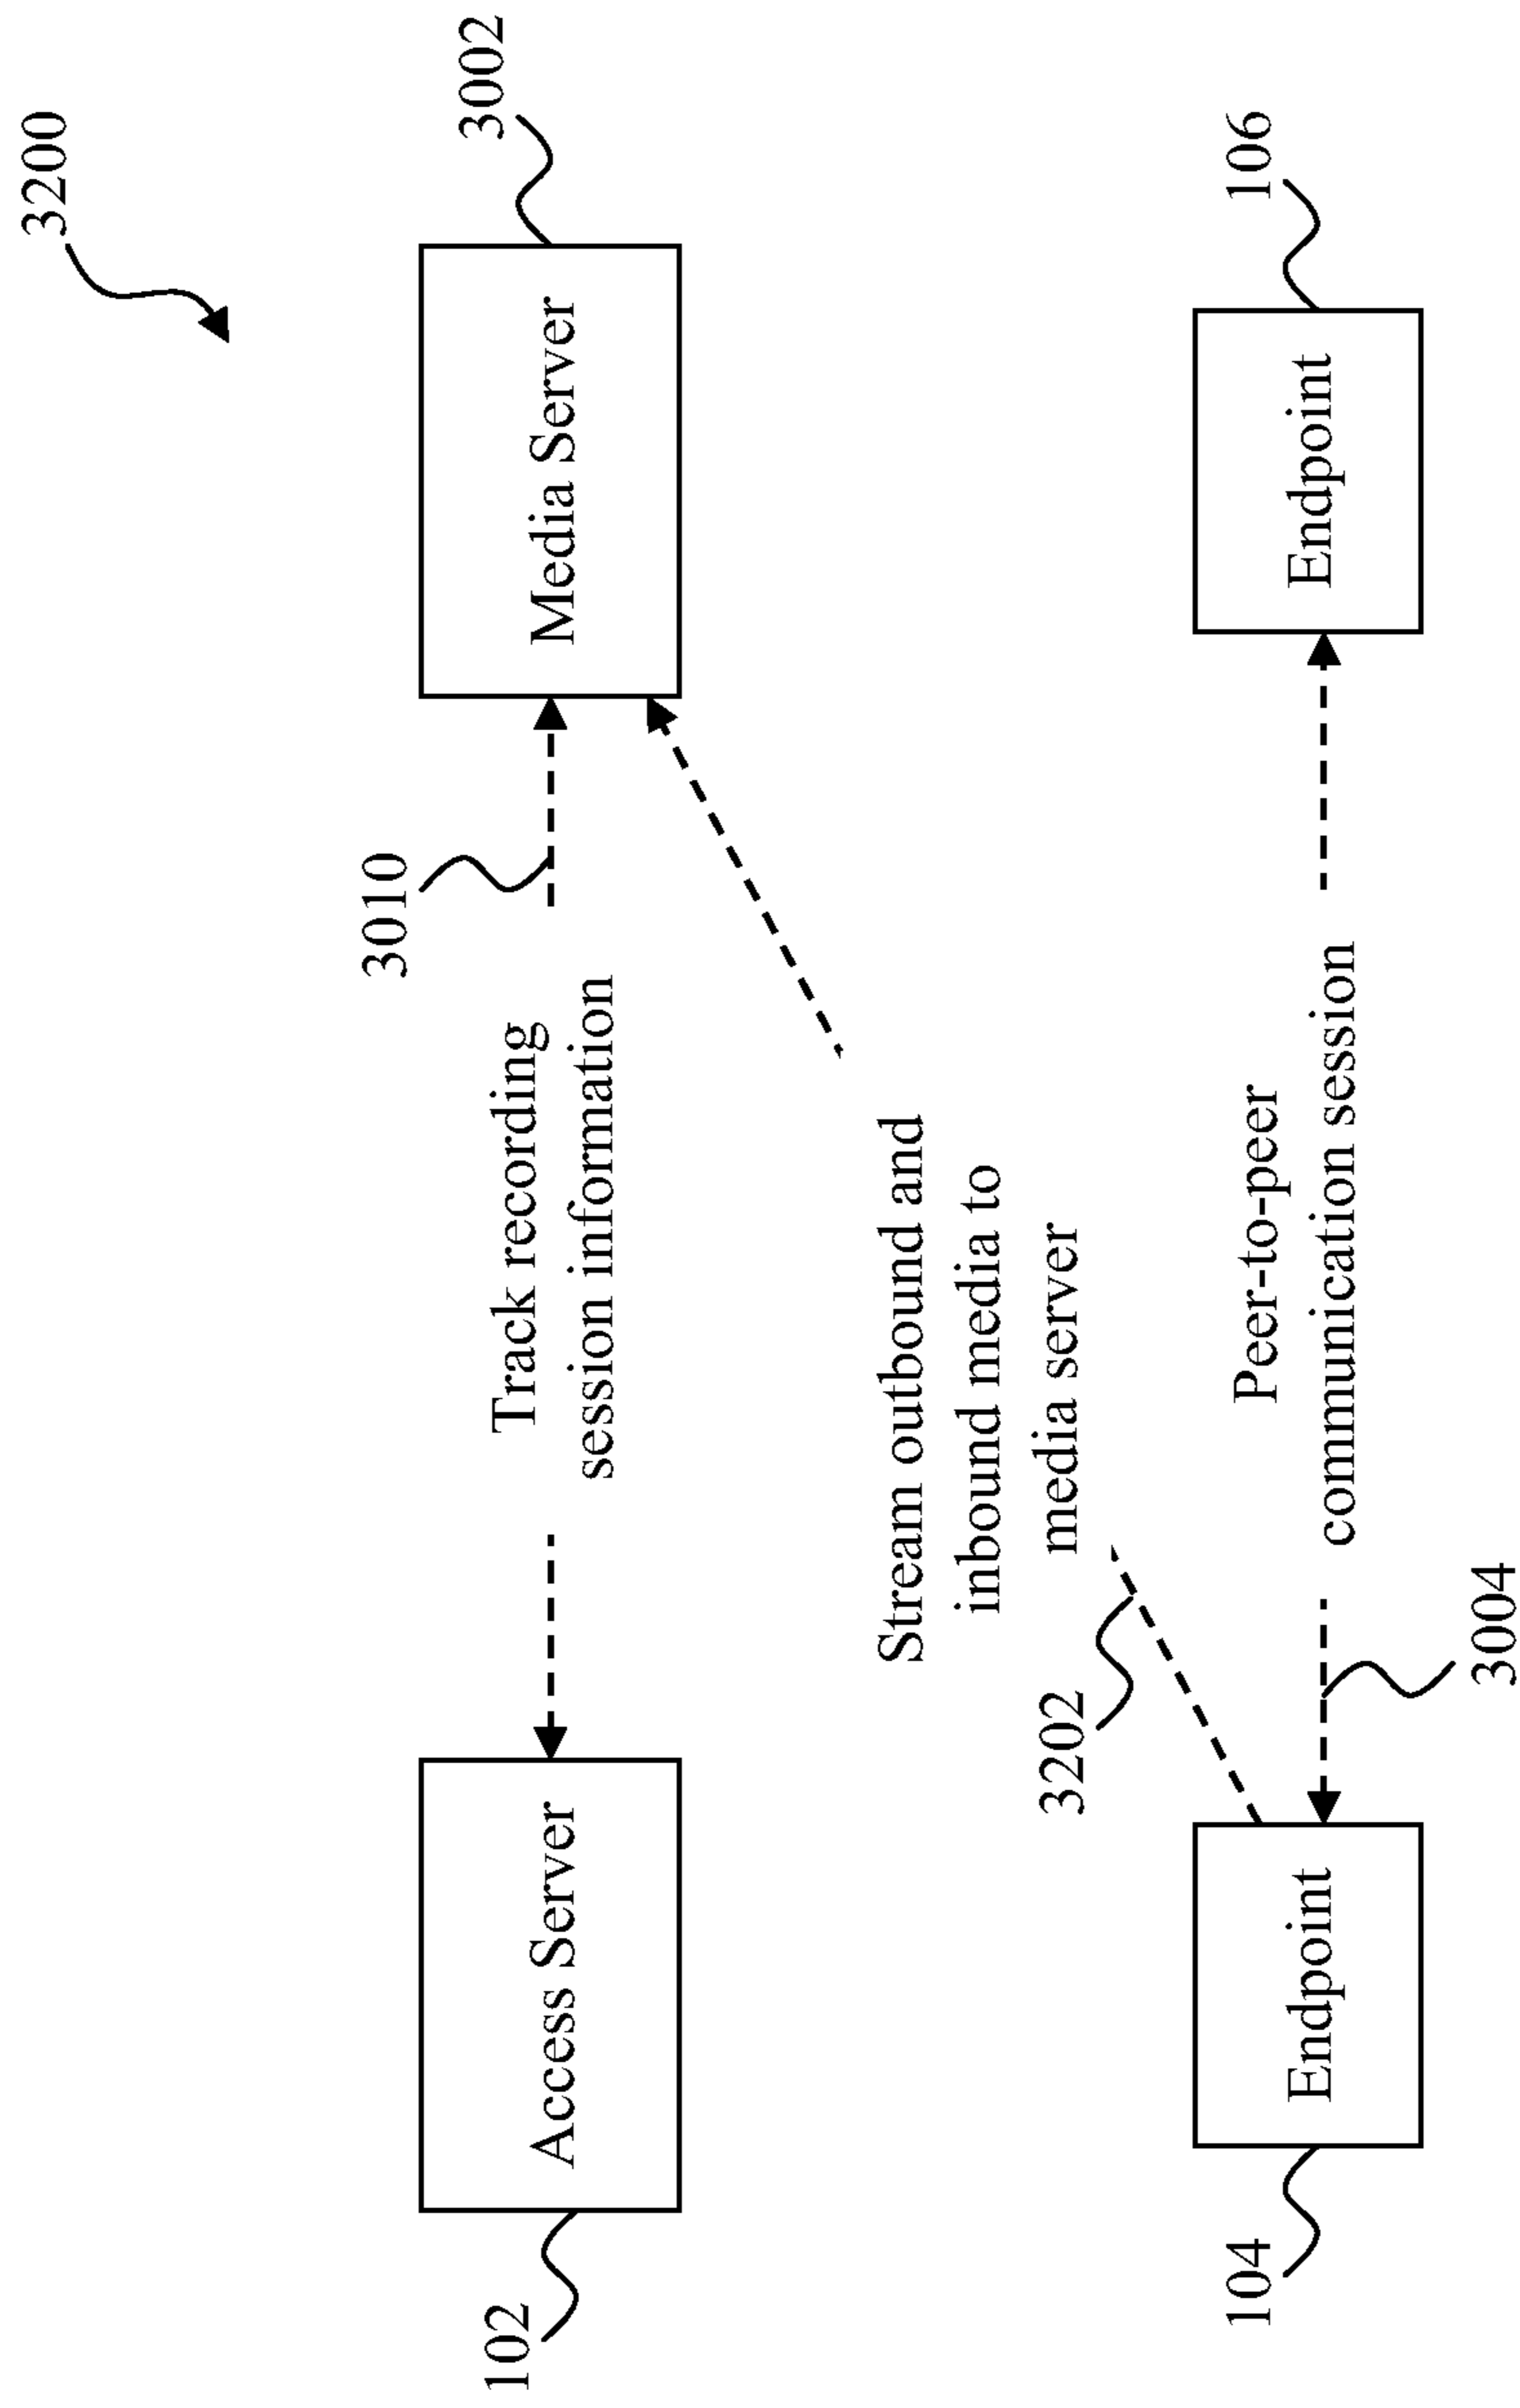 3200
102
Access Server
Track recording
session information
3010
Media Server
3002
Stream outbound and
inbound media to
media server
3202
104
Endpoint
Peer-to-peer
communication session
3004
Endpoint
106